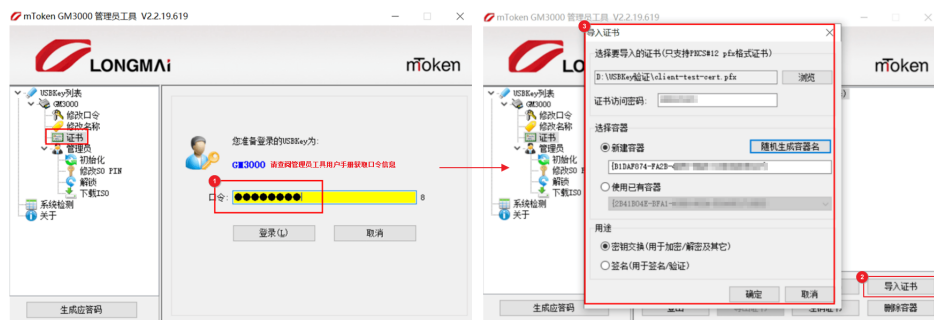 mToken GM3000 管理员工具 V2.2.19.619
LONGMAi
mToken
USBKey列表
GM3000
修改口令
修改名称
证书
管理员
初始化
修改SO PIN
解锁
下载ISO
系统检测
关于
您准备登录的USBKey为:
GM3000 请查阅管理员工具用户手册获取口令信息
1
口令: ●●●●●●●● 8
登录(L) 取消
生成应答码
mToken GM3000 管理员工具 V2.2.19.619
LO
mToken
USBKey列表
GM3000
修改口令
修改名称
证书
管理员
初始化
修改SO P
解锁
下载ISO
系统检测
关于
生成应答码
3
导入证书
选择要导入的证书(只支持PKCS#12 pfx格式证书)
D:\USBKey验证\client-test-cert.pfx 浏览
证书访问密码:
选择容器
新建容器 随机生成容器名
{B1DAF874-FA2B-
使用已有容器
{2B41B04E-BFA1-
用途
密钥交换(用于加密/解密及其它)
签名(用于签名/验证)
确定 取消
2
导入证书
删除容器